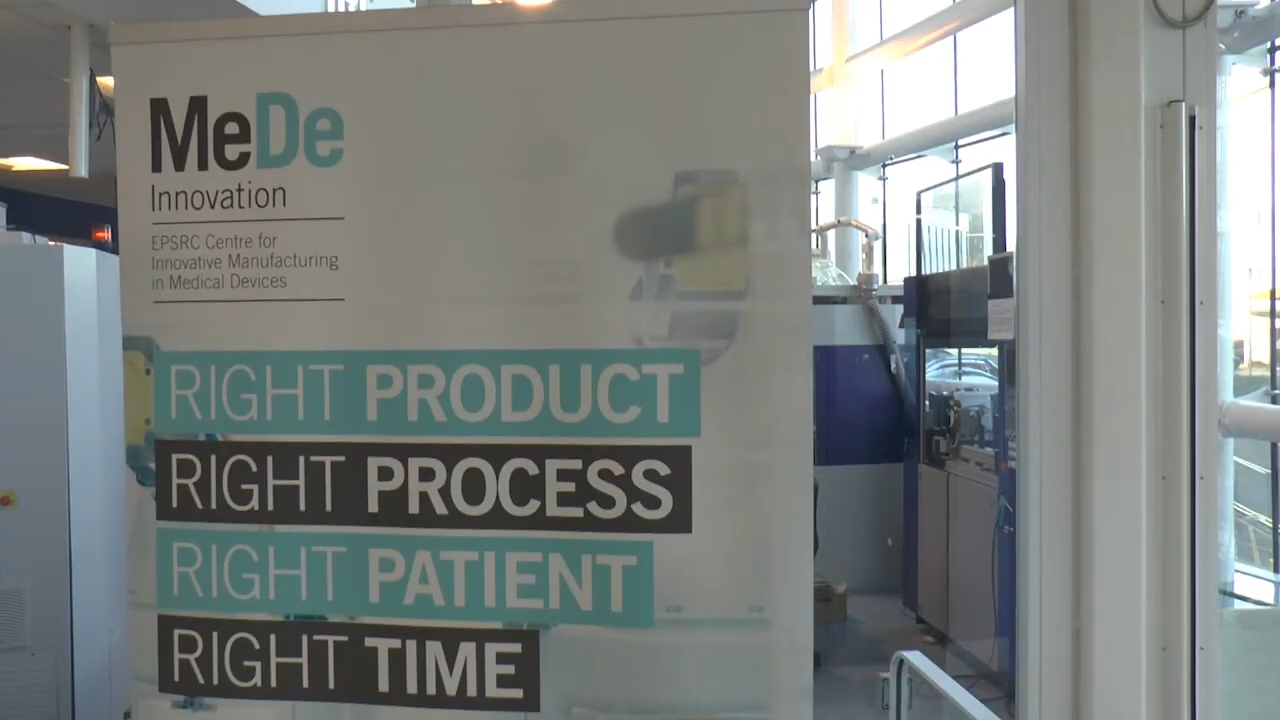 MeDe
Innovation
EPSRC Centre for
Innovative Manufacturing
in Medical Devices
RIGHT PRODUCT
RIGHT PROCESS
RIGHT PATIENT
RIGHT TIME